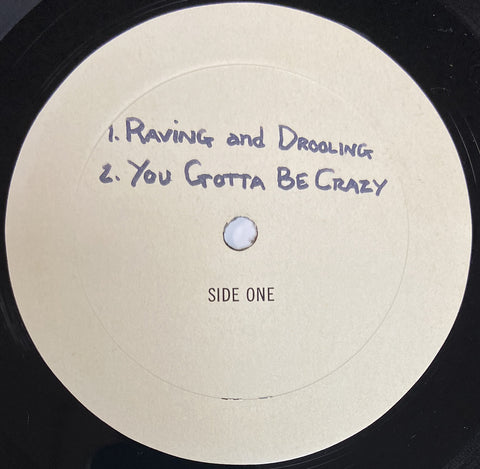 1. RAVING and DROOLING
2. YOU GOTTA BE CRAZY
SIDE ONE